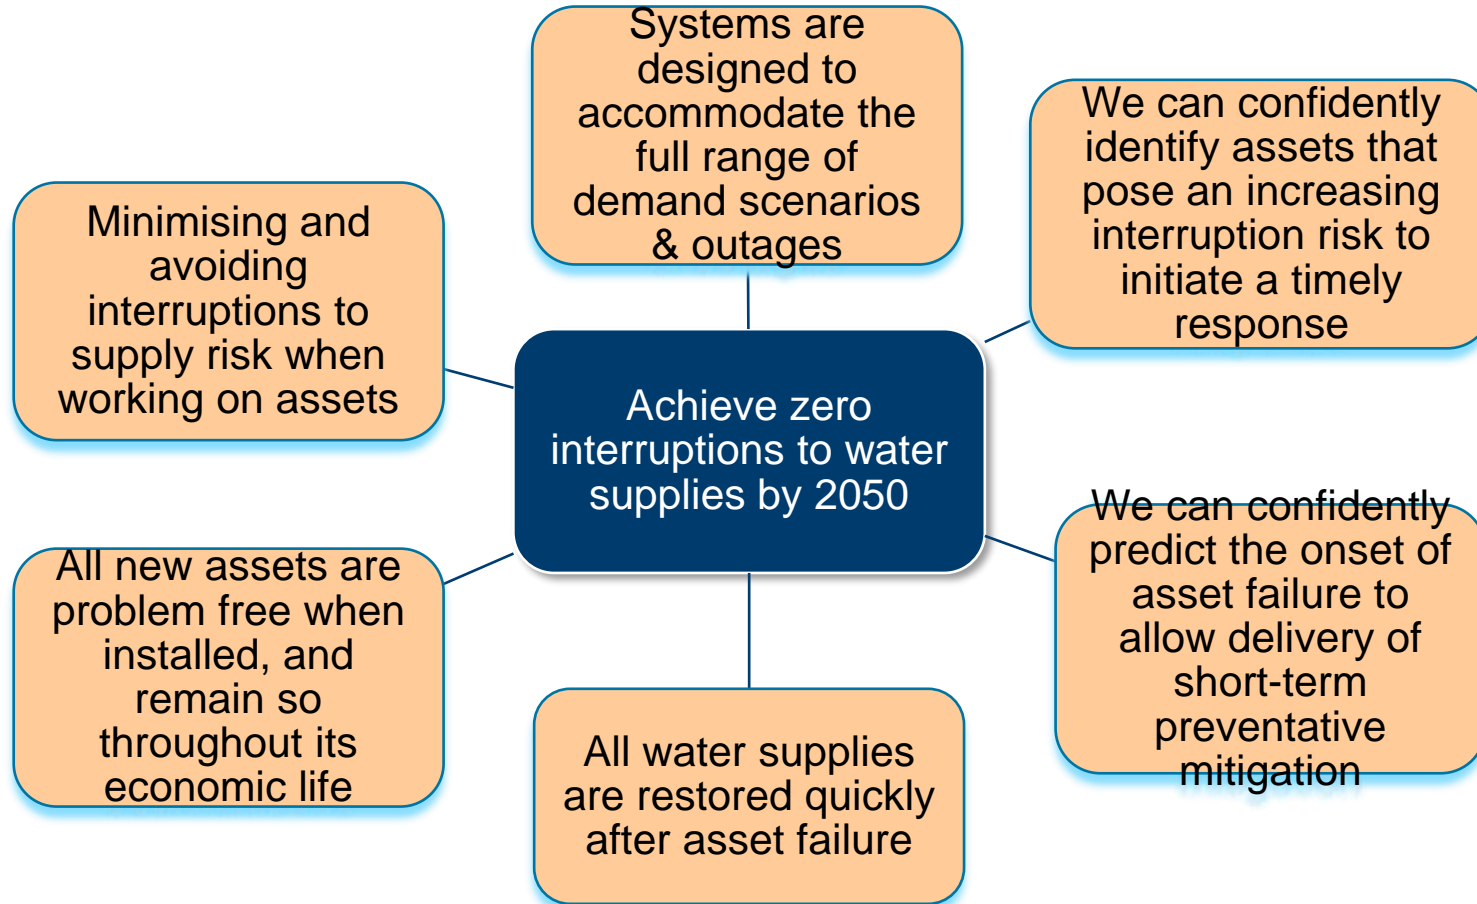 Systems are
designed to
accommodate the
full range of
demand scenarios
& outages
We can confidently
identify assets that
pose an increasing
interruption risk to
initiate a timely
response
Minimising and
avoiding
interruptions to
supply risk when
working on assets
Achieve zero
interruptions to water
supplies by 2050
We can confidently
predict the onset of
asset failure to
allow delivery of
short-term
preventative
mitigation
All new assets are
problem free when
installed, and
remain so
throughout its
economic life
All water supplies
are restored quickly
after asset failure